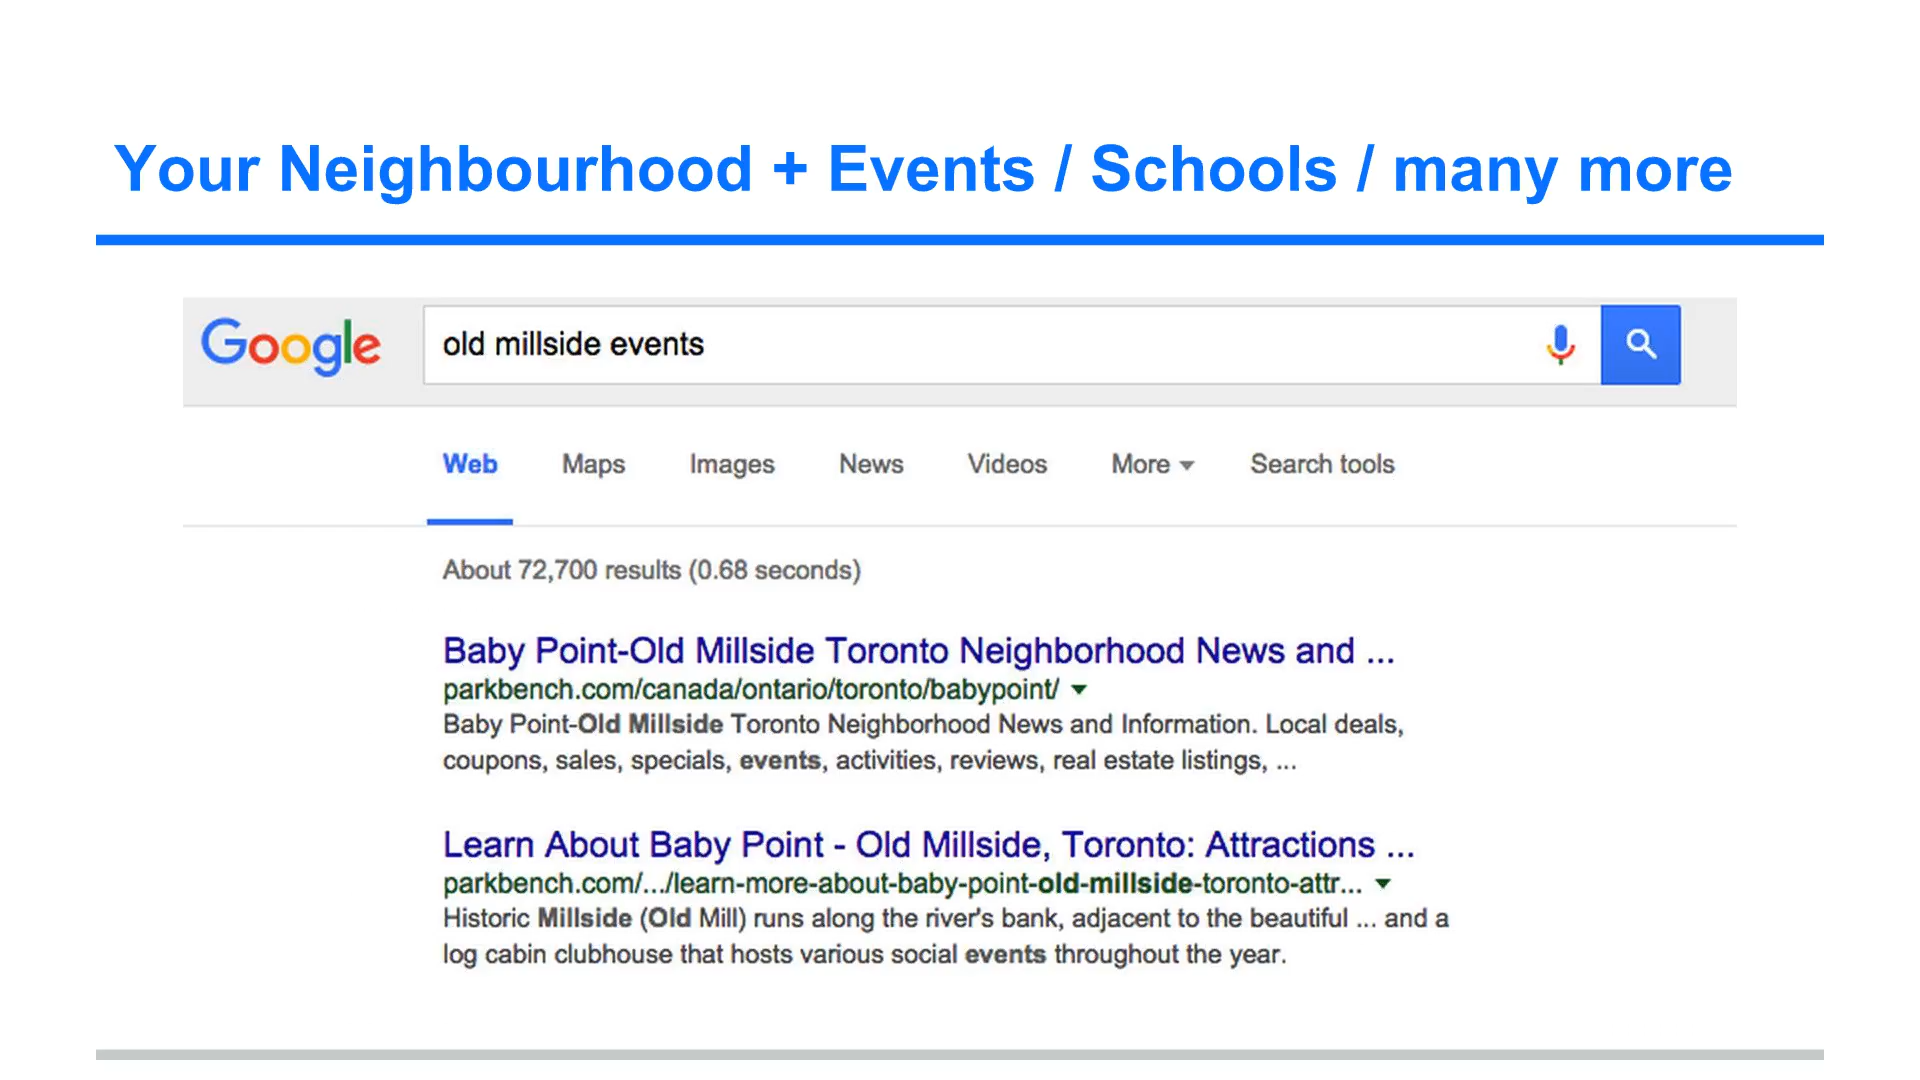 Your Neighbourhood + Events / Schools / many more
Google
old millside events
Web Maps Images News Videos More Search tools
About 72,700 results (0.68 seconds)
Baby Point-Old Millside Toronto Neighborhood News and ...
parkbench.com/canada/ontario/toronto/babypoint/
Baby Point-Old Millside Toronto Neighborhood News and Information. Local deals,
coupons, sales, specials, events, activities, reviews, real estate listings, ...
Learn About Baby Point - Old Millside, Toronto: Attractions ...
parkbench.com/.../learn-more-about-baby-point-old-millside-toronto-attr...
Historic Millside (Old Mill) runs along the river's bank, adjacent to the beautiful ... and a
log cabin clubhouse that hosts various social events throughout the year.